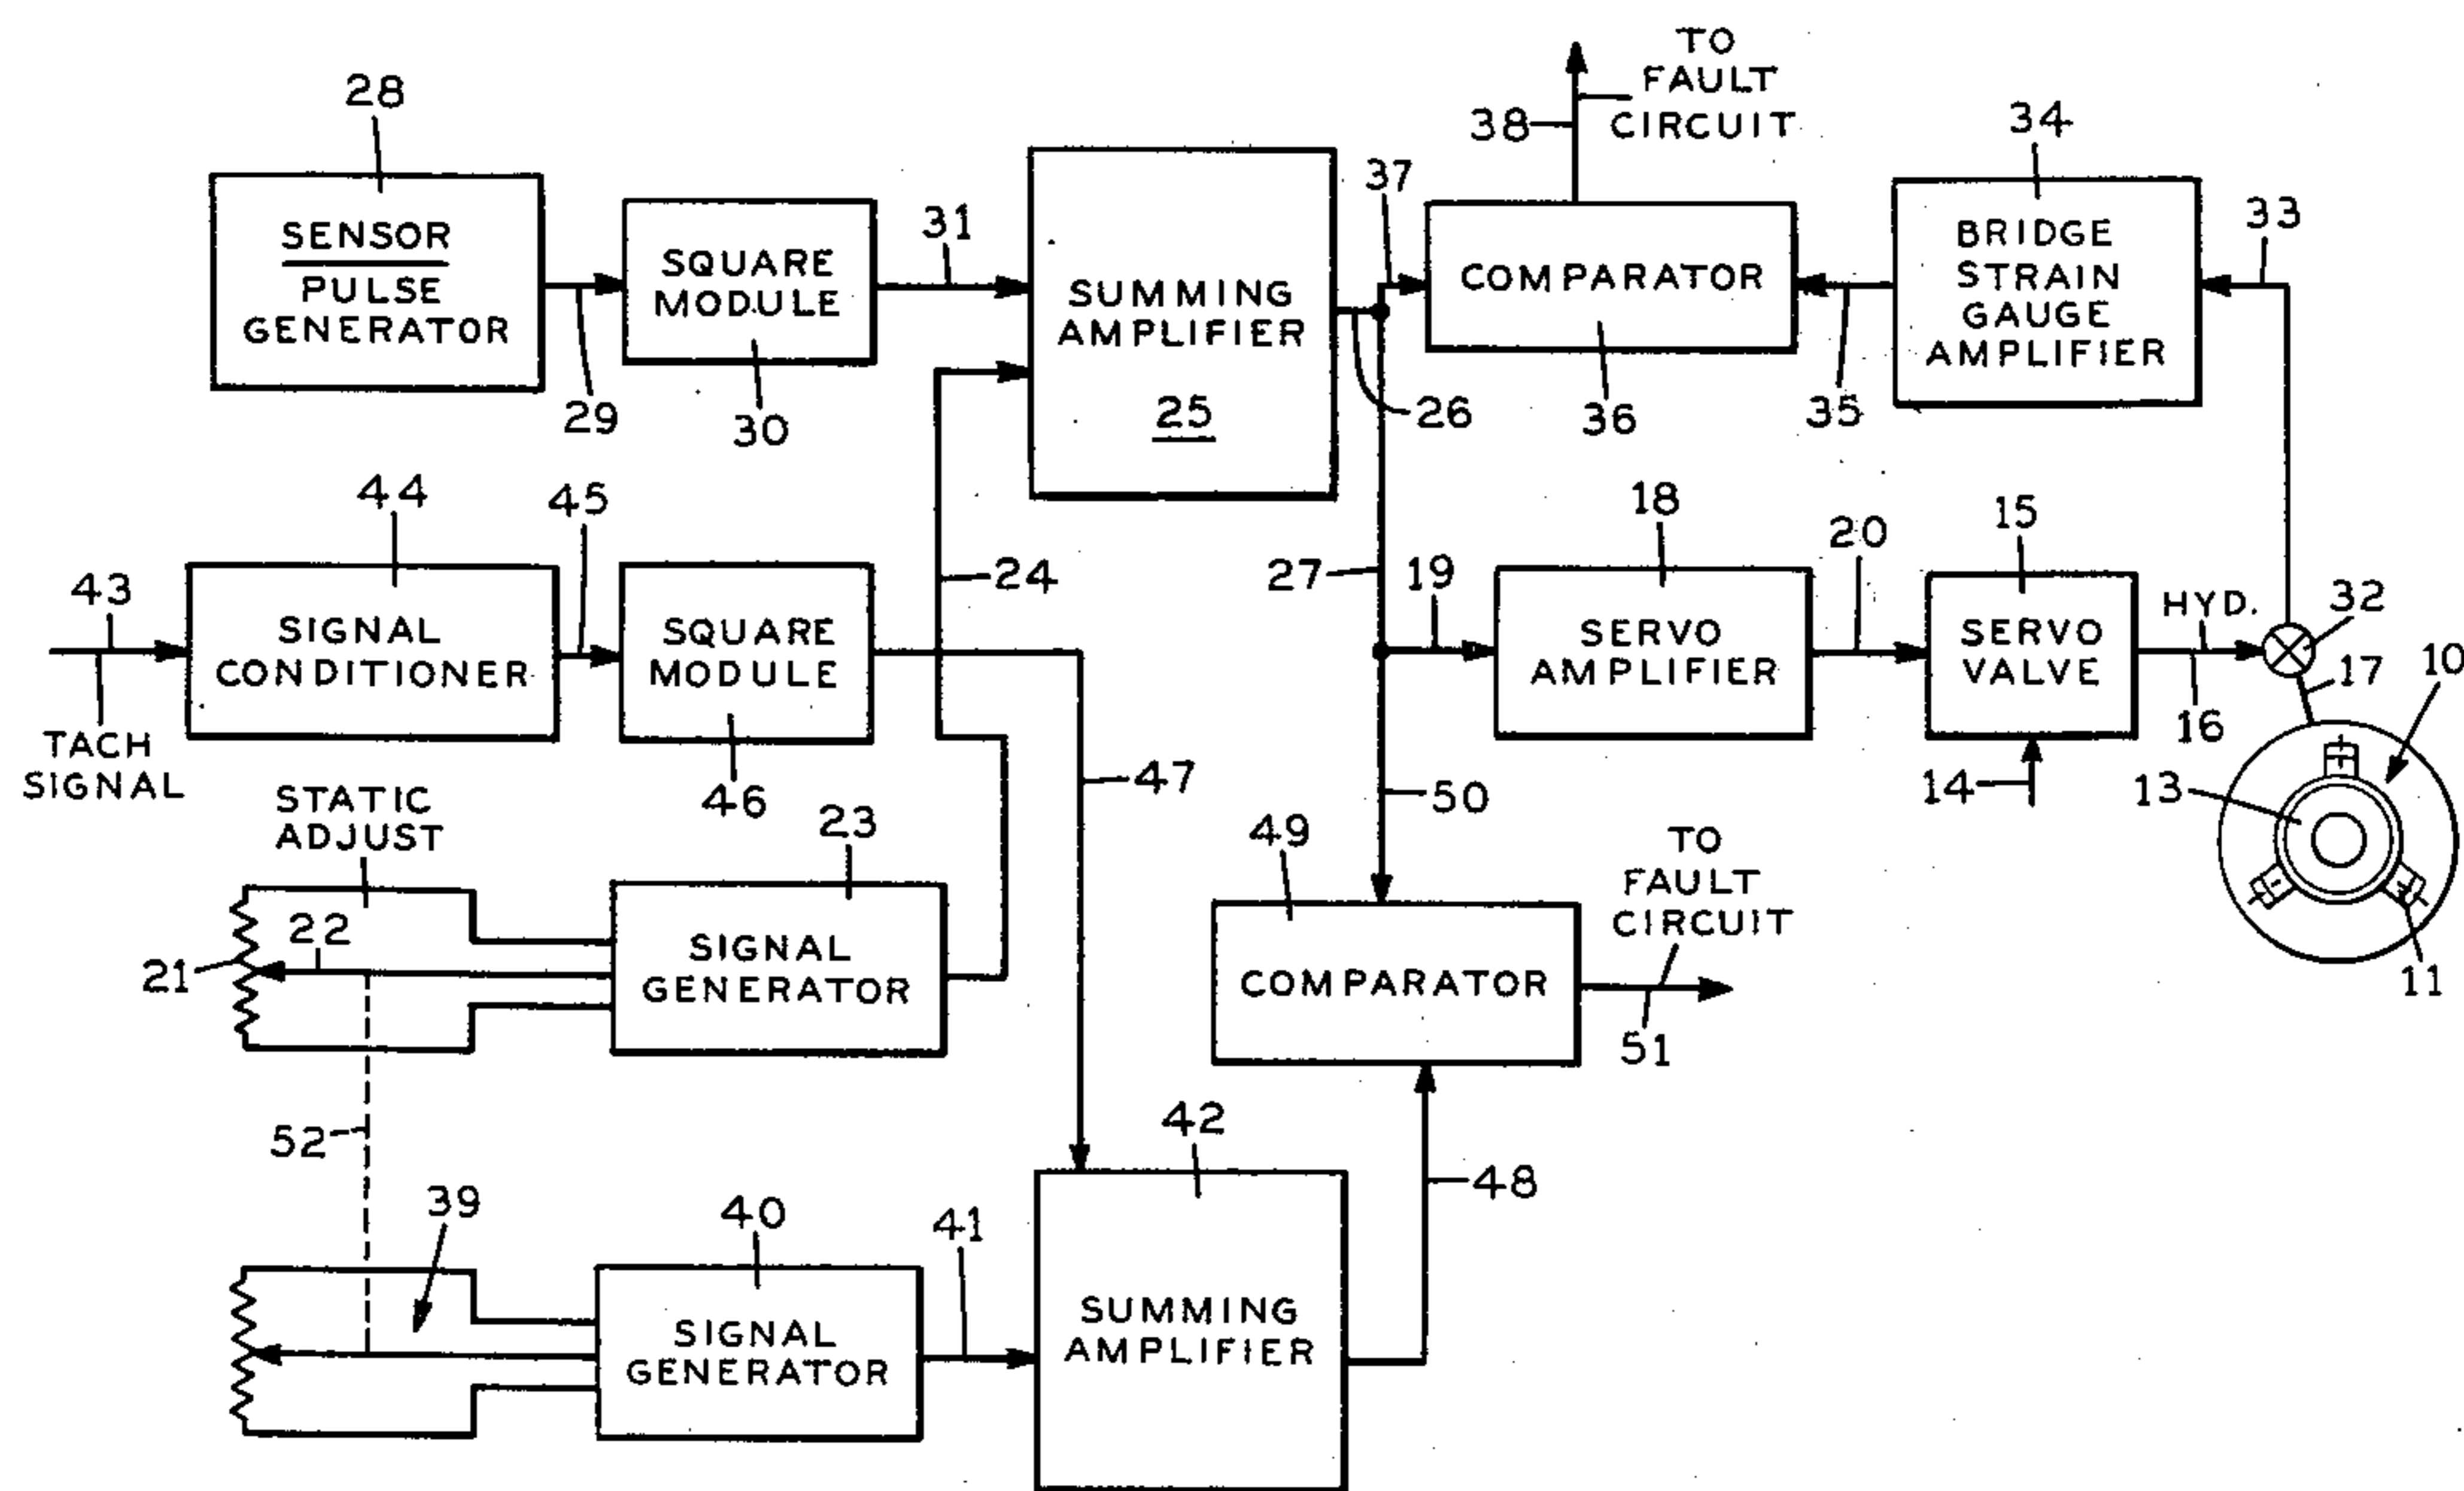 28
SENSOR
PULSE
GENERATOR
29
SQUARE
MODULE
30
31
SUMMING
AMPLIFIER
25
26
37
38
TO
FAULT
CIRCUIT
COMPARATOR
36
35
34
BRIDGE
STRAIN
GAUGE
AMPLIFIER
33
43
TACH
SIGNAL
44
SIGNAL
CONDITIONER
45
SQUARE
MODULE
46
24
47
27
19
18
SERVO
AMPLIFIER
20
15
SERVO
VALVE
14
HYD.
16
32
17
10
13
11
STATIC
ADJUST
21
22
23
SIGNAL
GENERATOR
50
49
COMPARATOR
TO
FAULT
CIRCUIT
51
52
39
40
SIGNAL
GENERATOR
41
42
SUMMING
AMPLIFIER
48